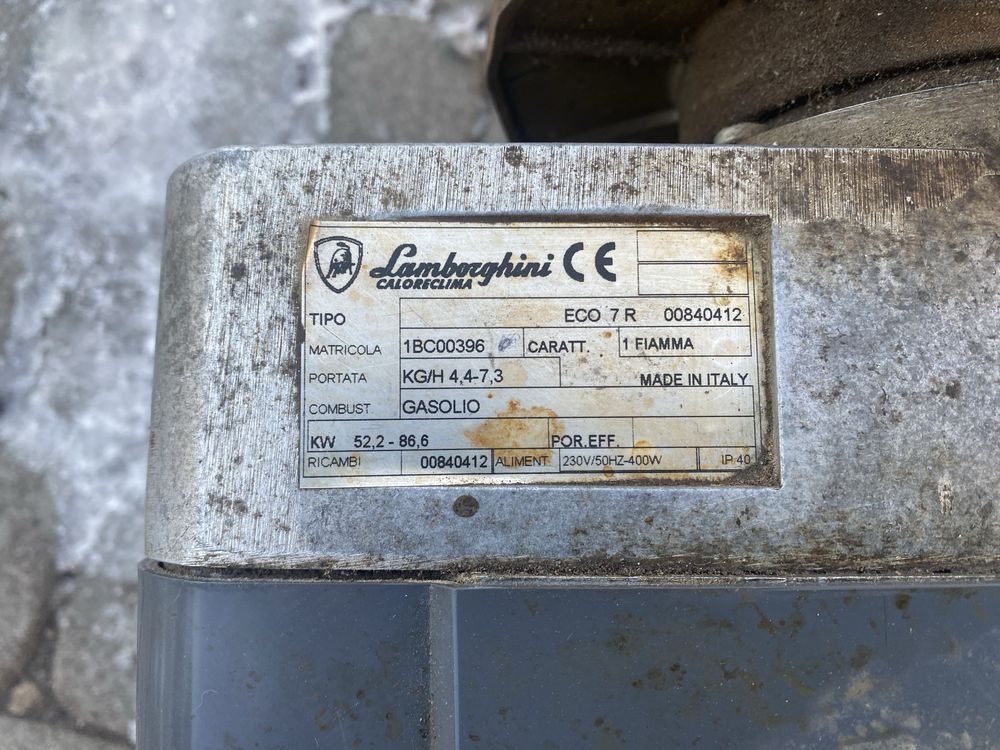 Lamborghini CE
CALORECLIMA
TIPO ECO 7 R 00840412
MATRICOLA 1BC00396 CARATT. 1 FIAMMA
PORTATA KG/H 4,4-7,3 MADE IN ITALY
COMBUST. GASOLIO
KW 52,2 - 86,6 POR.EFF.
RICAMBI 00840412 ALIMENT. 230V/50HZ-400W IP 40